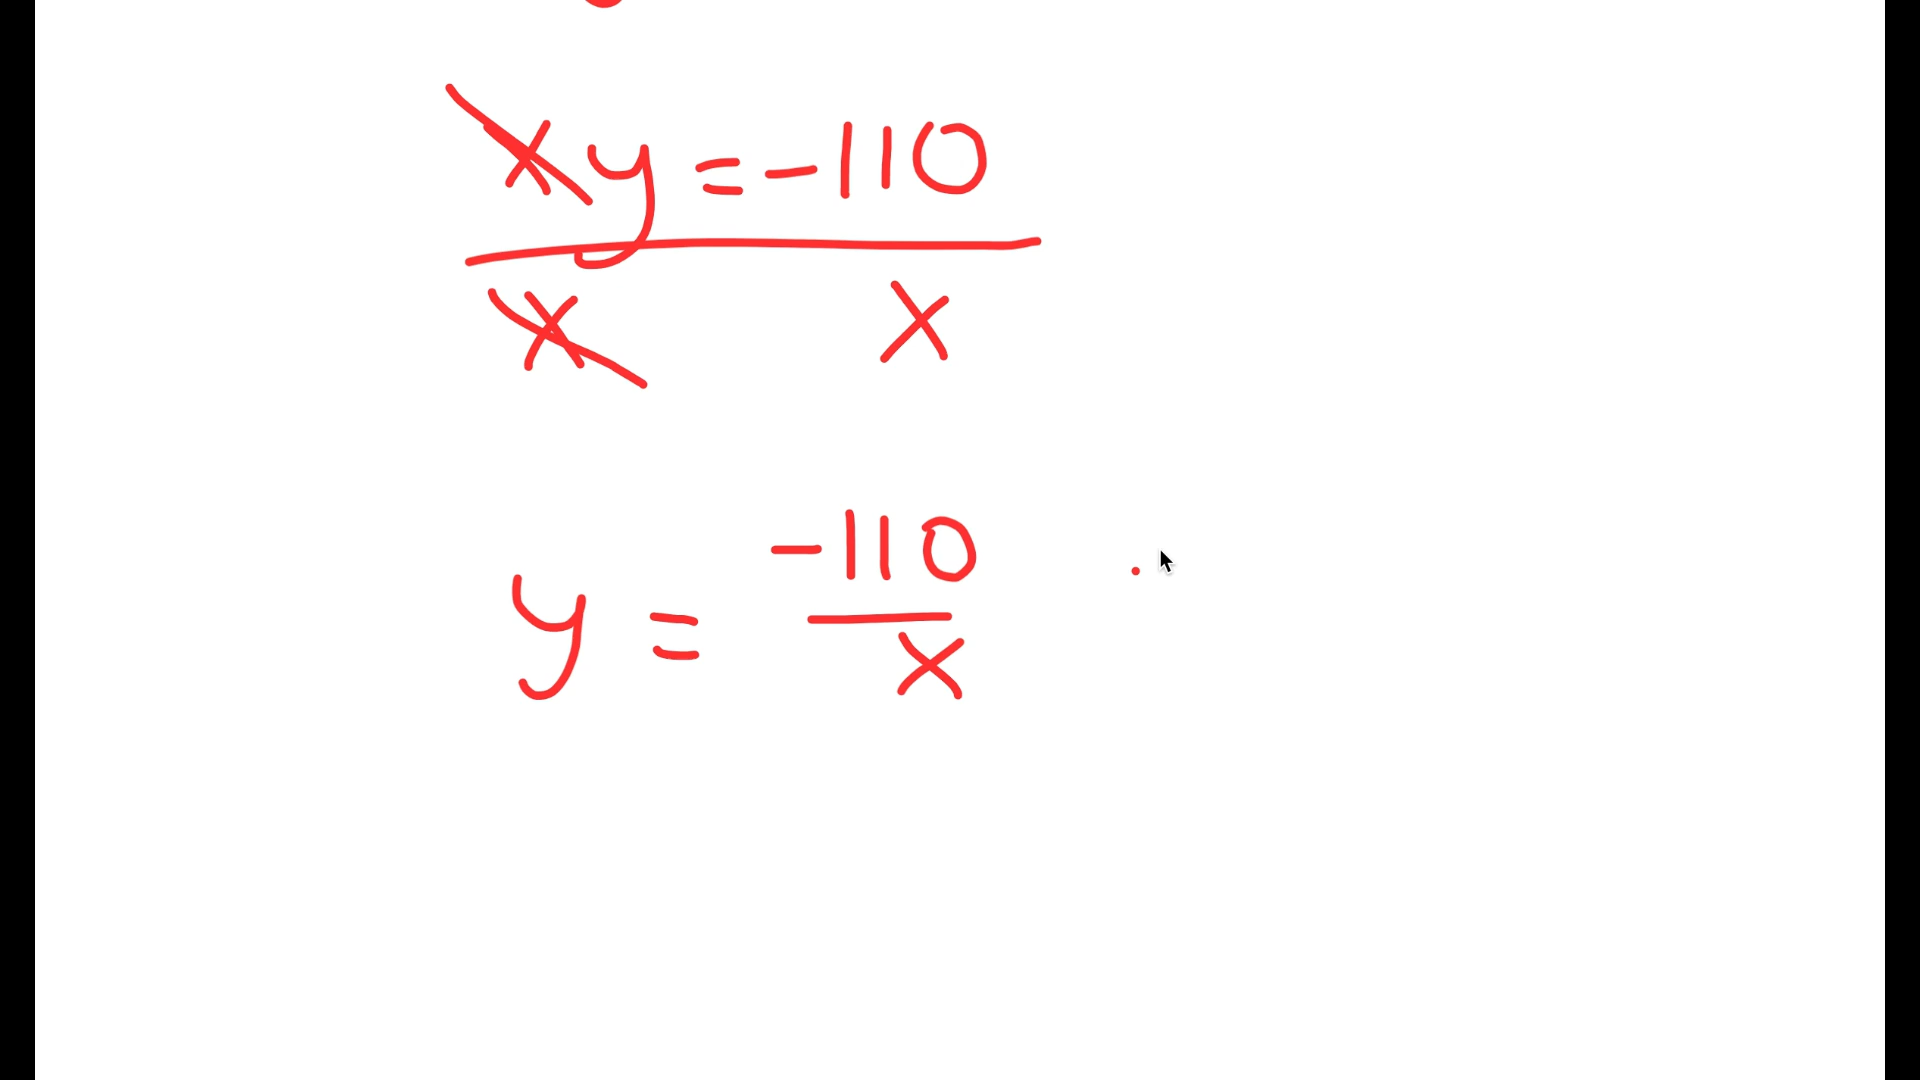 xy = -110
x x
-110
y =
x